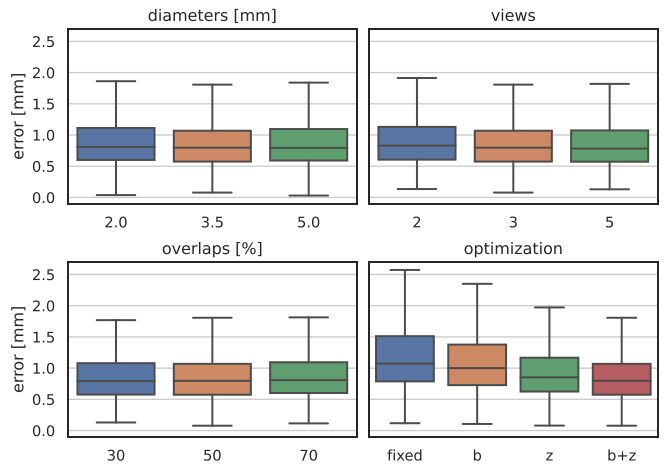 diameters [mm]
views
error [mm]
2.5
2.0
1.5
1.0
0.5
0.0
2.0 3.5 5.0
2 3 5
overlaps [%]
optimization
error [mm]
2.5
2.0
1.5
1.0
0.5
0.0
30 50 70
fixed b z b+z